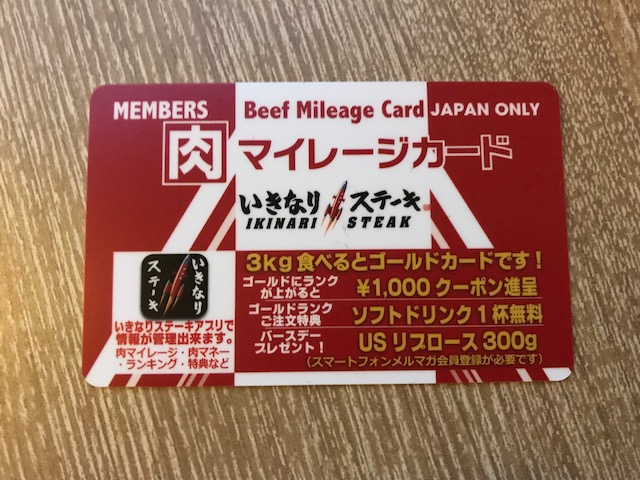 MEMBERS Beef Mileage Card JAPAN ONLY
肉マイレージカード
いきなりステーキ
IKINARI STEAK
いきなり
ステーキ
いきなりステーキアプリで
情報が管理出来ます。
肉マイレージ・肉マネー
・ランキング・特典など
3kg食べるとゴールドカードです!
ゴールドにランク
が上がると
¥1,000クーポン進呈
ゴールドランク
ご注文特典
ソフトドリンク1杯無料
バースデー
プレゼント!
USリブロース300g
(スマートフォンメルマガ会員登録が必要です)